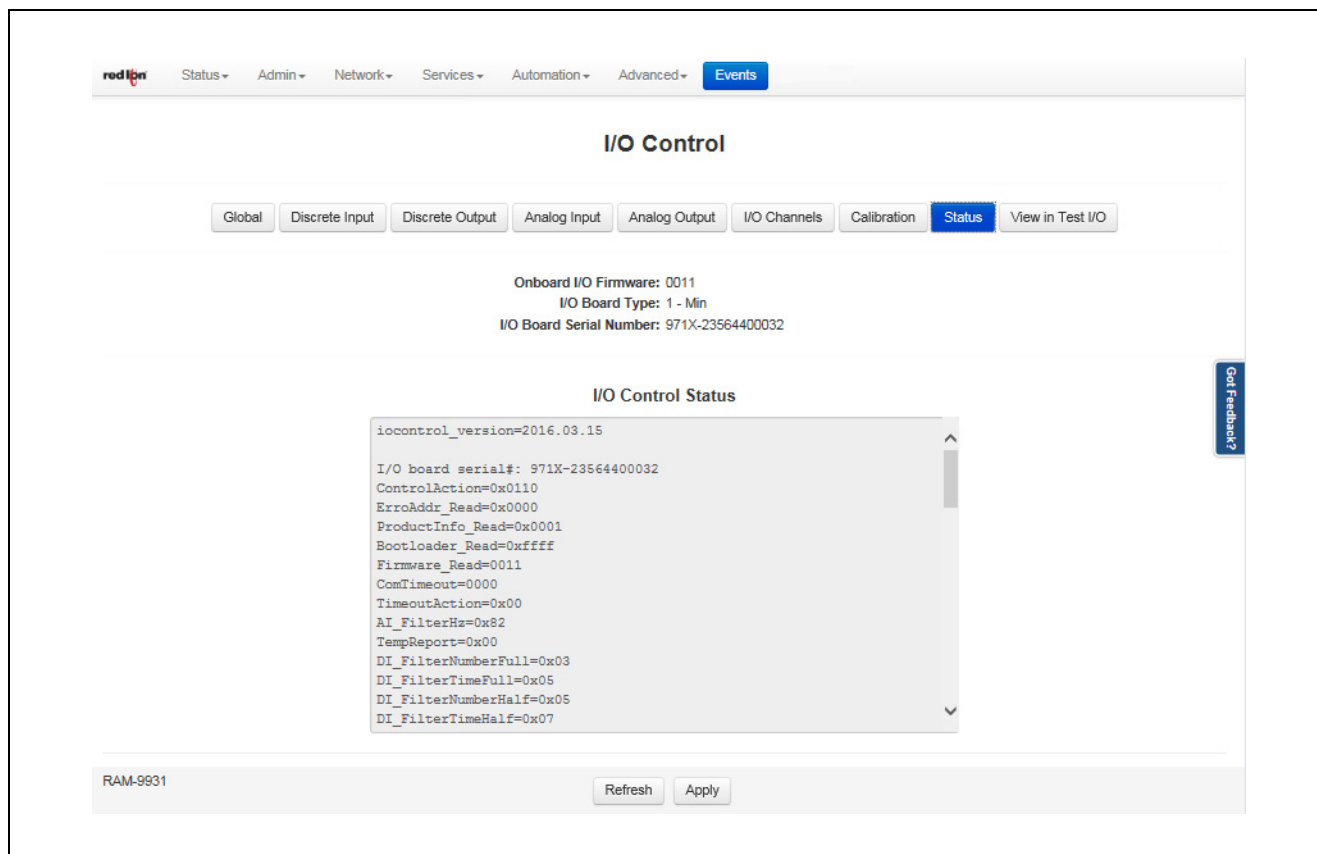 red lion Status Admin Network Services Automation Advanced Events
I/O Control
Global Discrete Input Discrete Output Analog Input Analog Output I/O Channels Calibration Status View in Test I/O
Onboard I/O Firmware: 0011
I/O Board Type: 1 - Min
I/O Board Serial Number: 971X-23564400032
Got Feedback?
I/O Control Status
iocontrol_version=2016.03.15
I/O board serial#: 971X-23564400032
ControlAction=0x0110
ErroAddr_Read=0x0000
ProductInfo_Read=0x0001
Bootloader_Read=0xffff
Firmware_Read=0011
ComTimeout=0000
TimeoutAction=0x00
AI_FilterHz=0x82
TempReport=0x00
DI_FilterNumberFull=0x03
DI_FilterTimeFull=0x05
DI_FilterNumberHalf=0x05
DI_FilterTimeHalf=0x07
RAM-9931 Refresh Apply